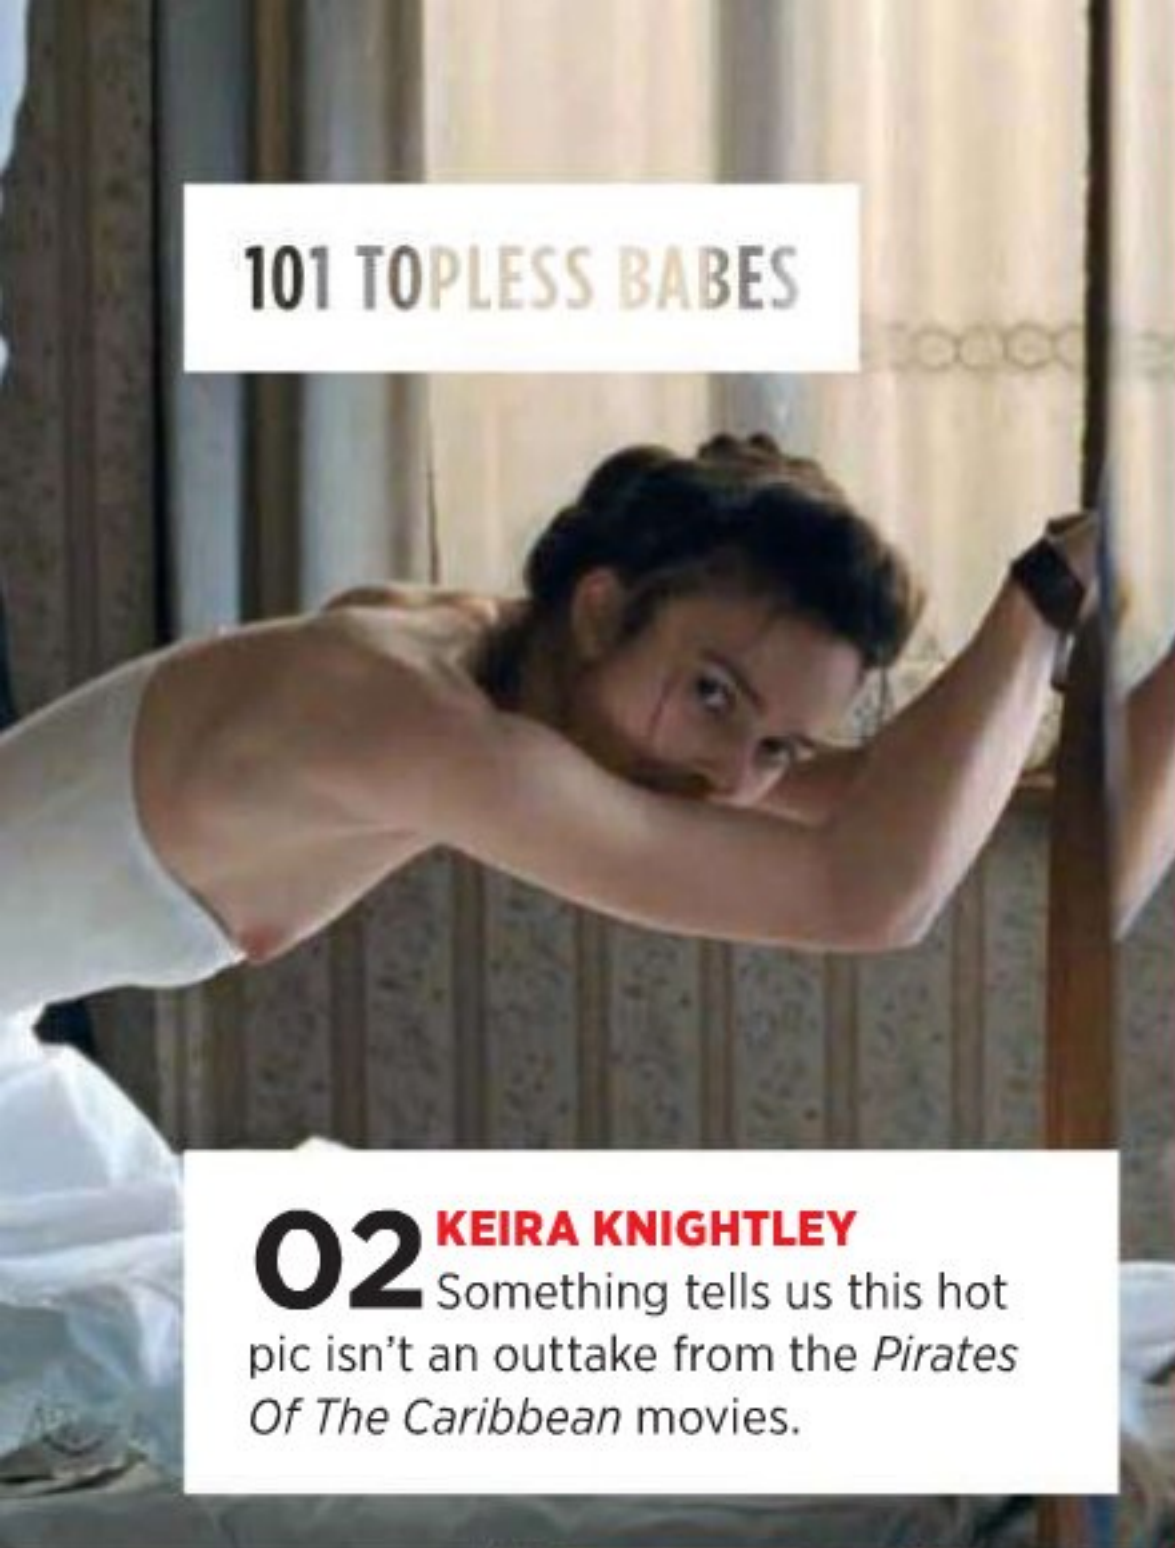 101 TOPLESS BABES
02 KEIRA KNIGHTLEY
Something tells us this hot
pic isn't an outtake from the Pirates
Of The Caribbean movies.